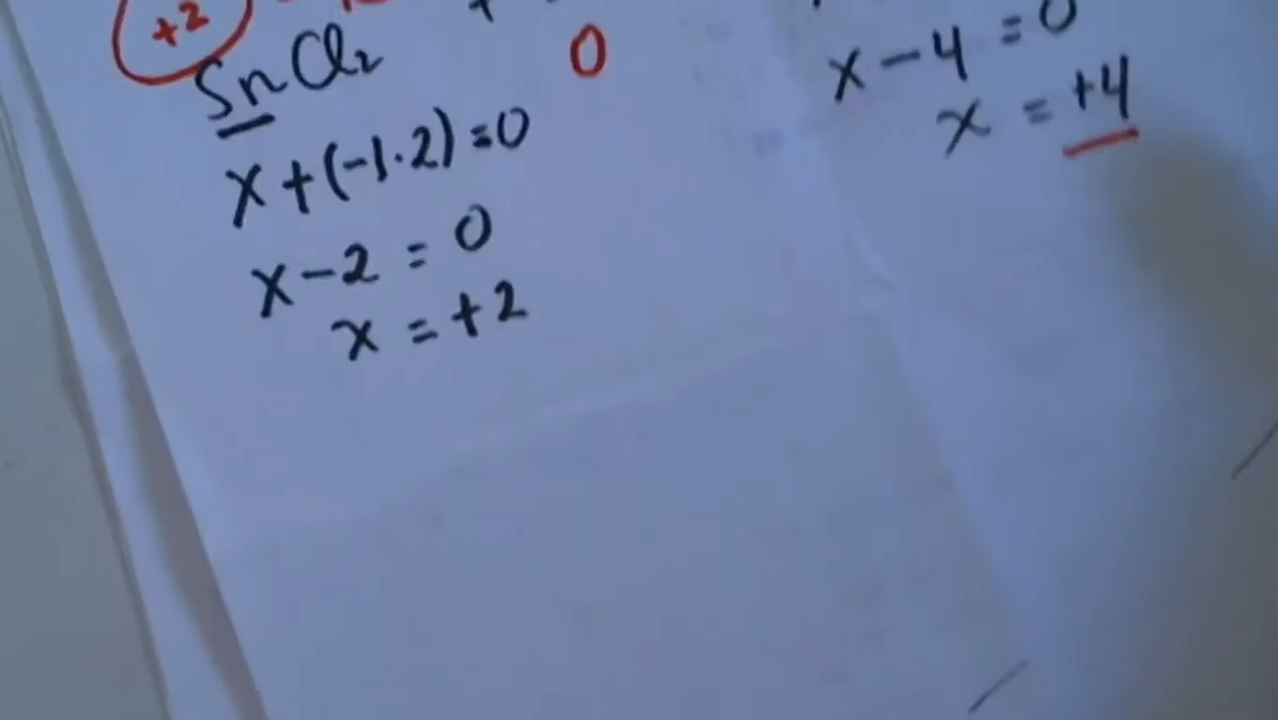 +2
SnCl₂
0
x+(-1·2)=0
x-2=0
x=+2
x-4=0
x=+4